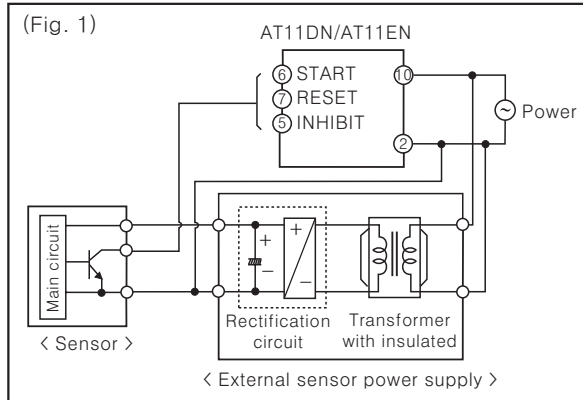 (Fig. 1)
AT11DN/AT11EN
⑥ START
⑦ RESET
⑤ INHIBIT
⑩
②
~ Power
Main circuit
+
−
+
−
< Sensor >
Rectification
circuit
Transformer
with insulated
< External sensor power supply >